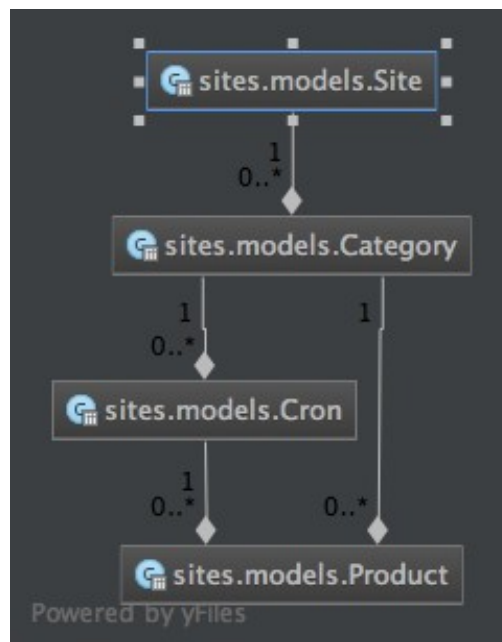 sites.models.Site
1
0..*
sites.models.Category
1
1
0..*
sites.models.Cron
1
0..*
0..*
sites.models.Product
Powered by yFiles